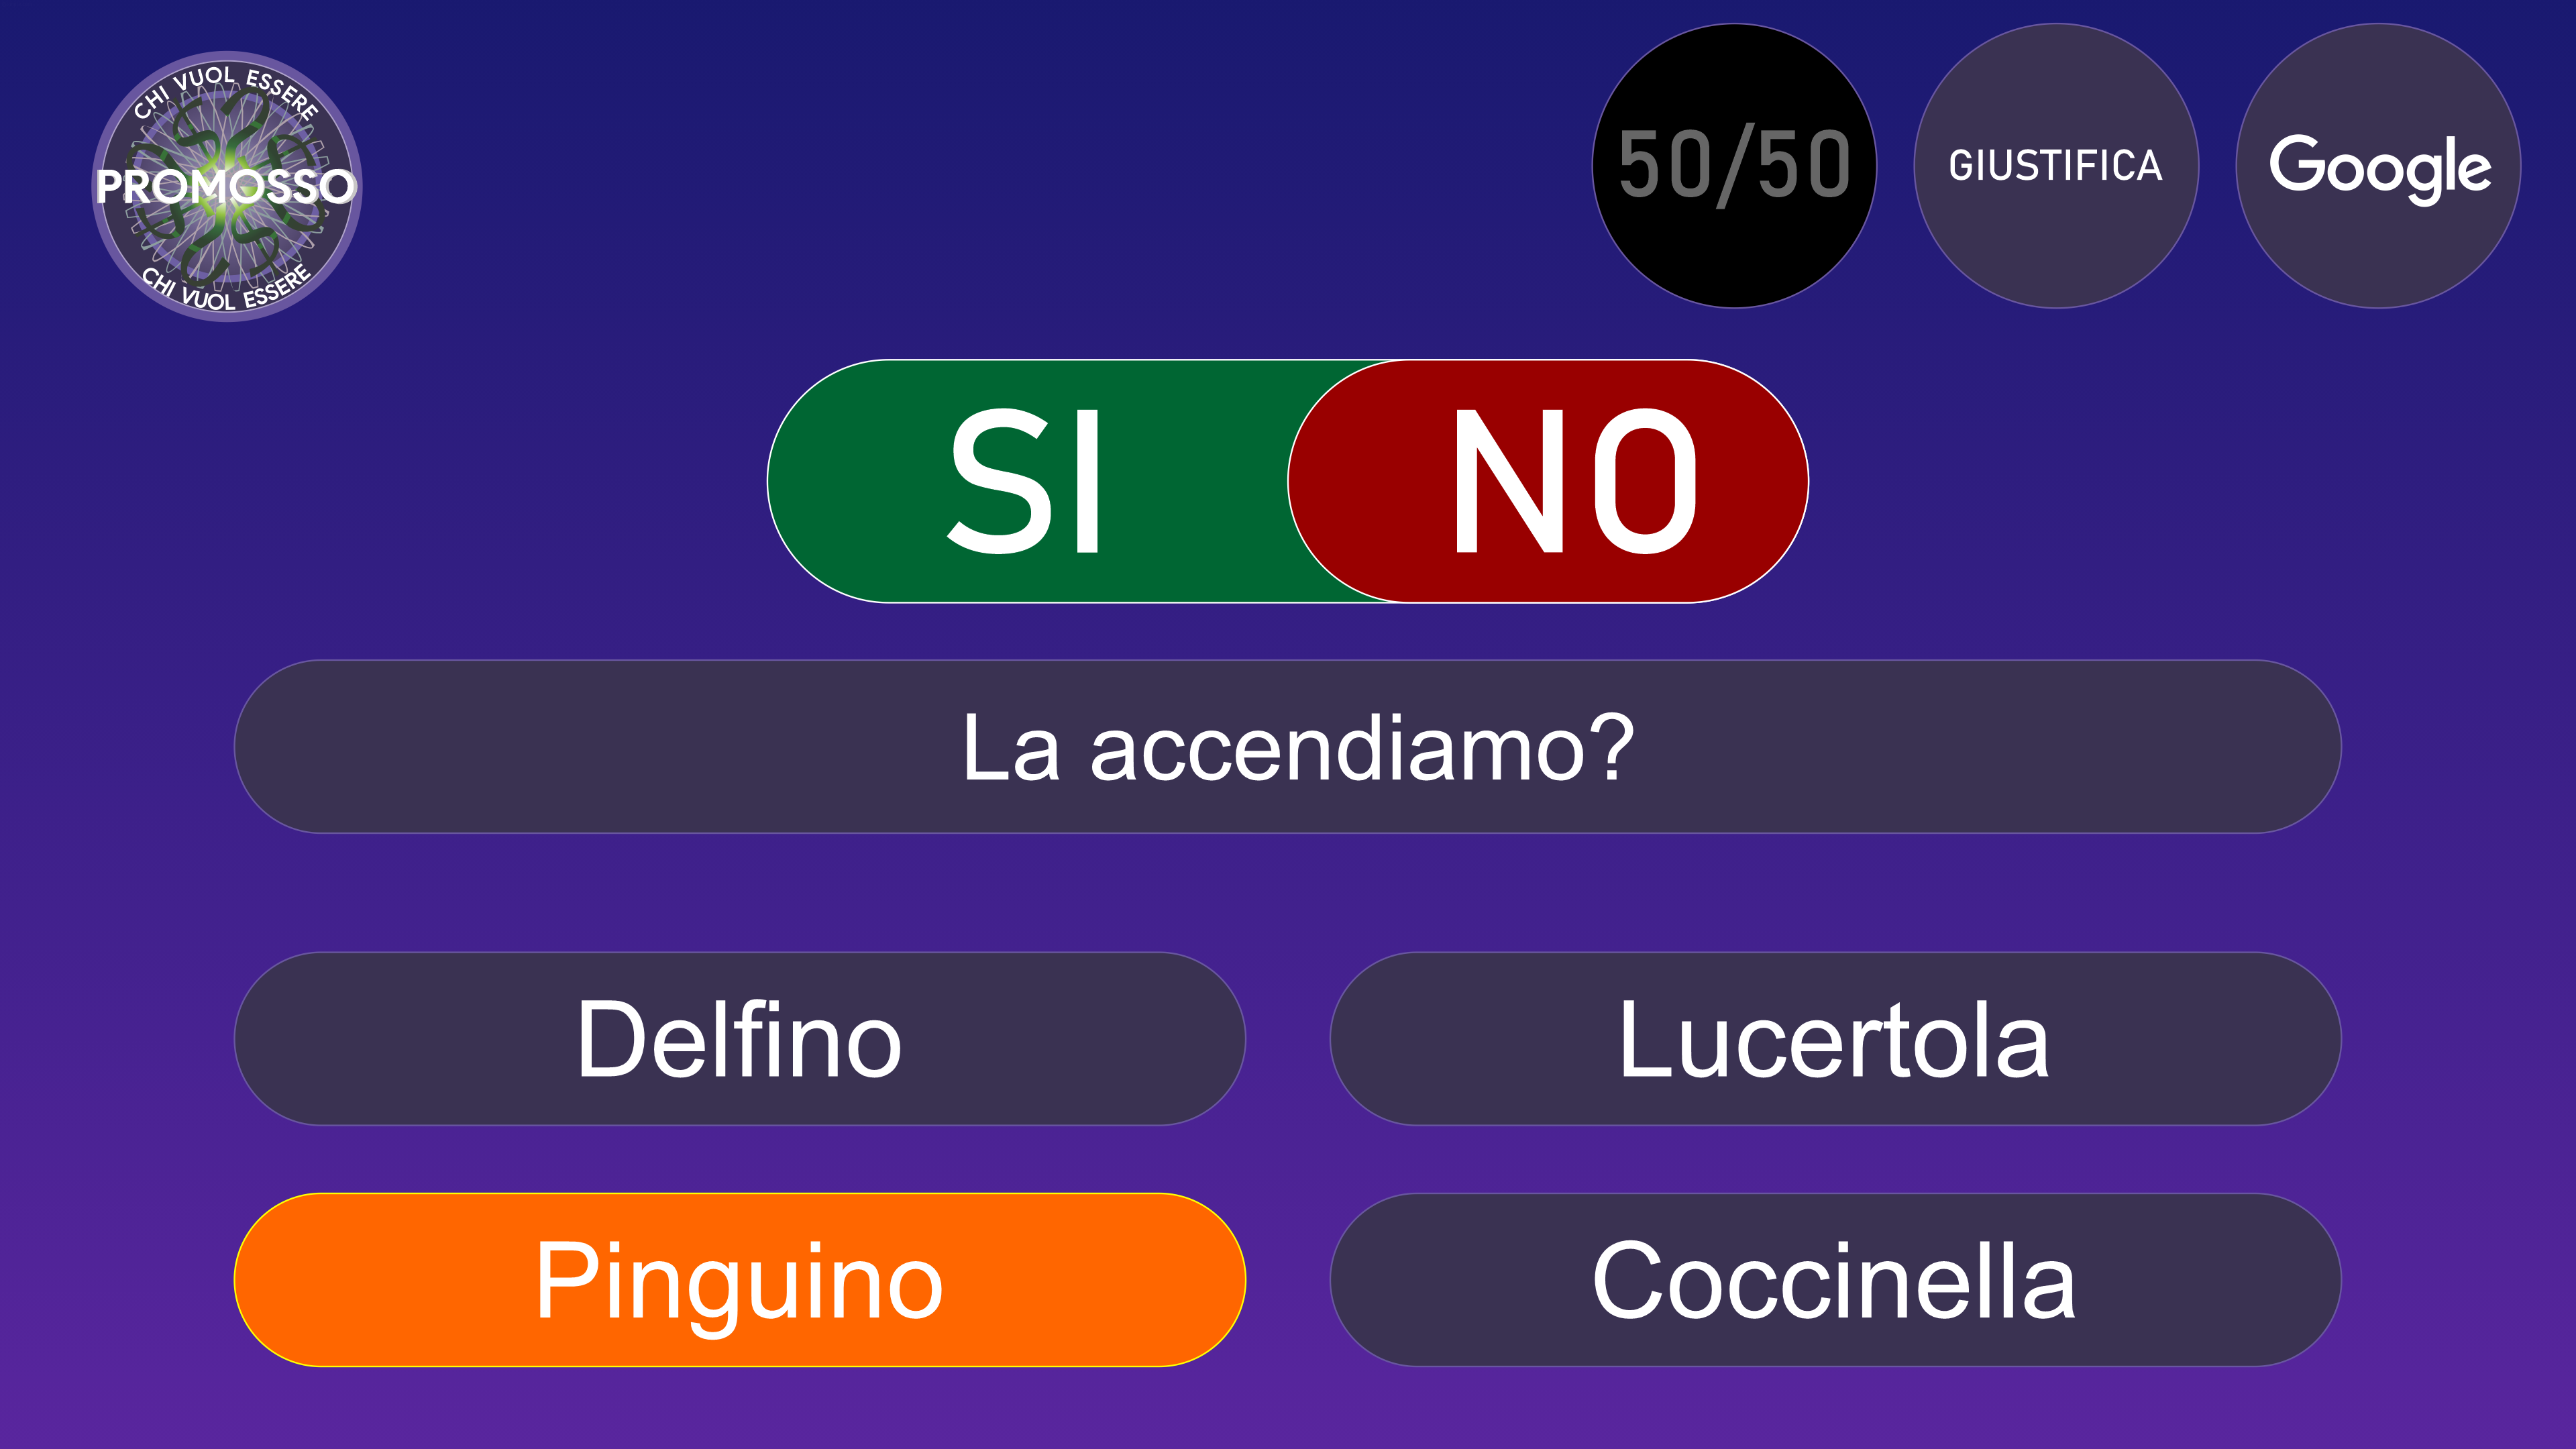 CHI VUOL ESSERE
PROMOSSO
CHI VUOL ESSERE
50/50
GIUSTIFICA
Google
SI
NO
La accendiamo?
Delfino
Lucertola
Pinguino
Coccinella